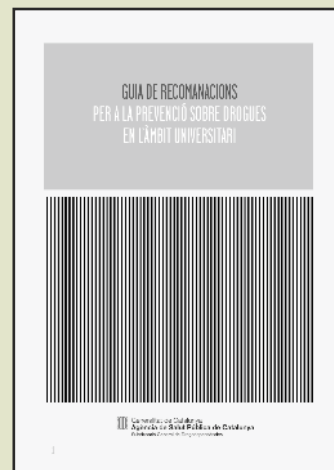 GUIA DE RECOMANACIONS
PER A LA PREVENCIÓ SOBRE DROGUES
EN L'ÀMBIT UNIVERSITARI
Generalitat de Catalunya
Agència de Salut Pública de Catalunya